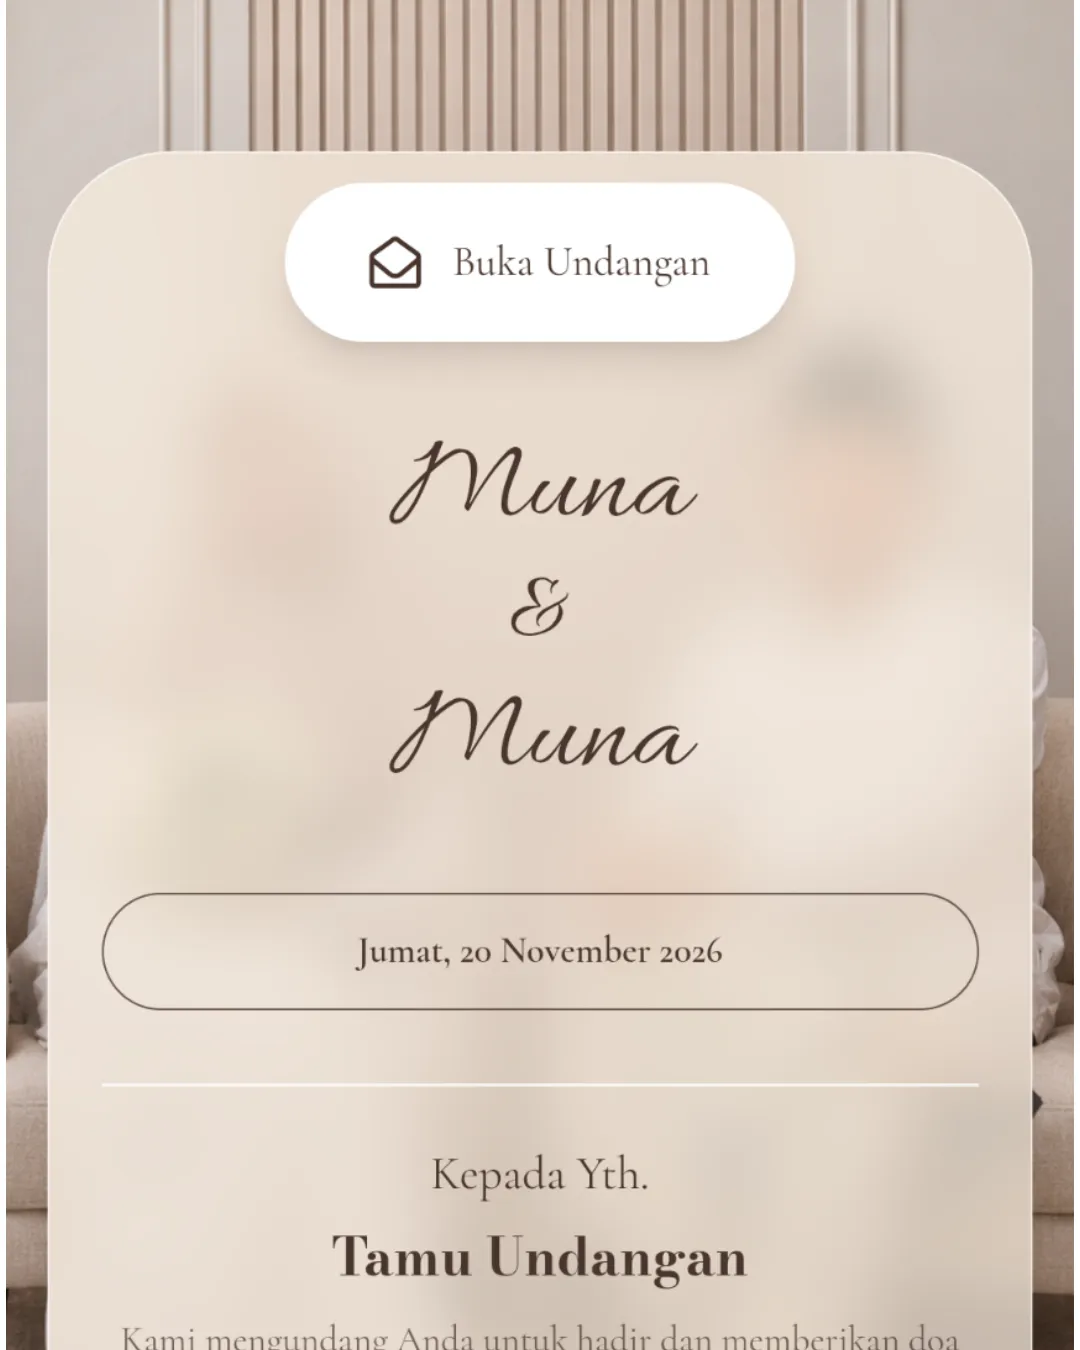 Buka Undangan
Muna
&
Muna
Jumat, 20 November 2026
Kepada Yth.
Tamu Undangan
Kami mengundang Anda untuk hadir dan memberikan doa